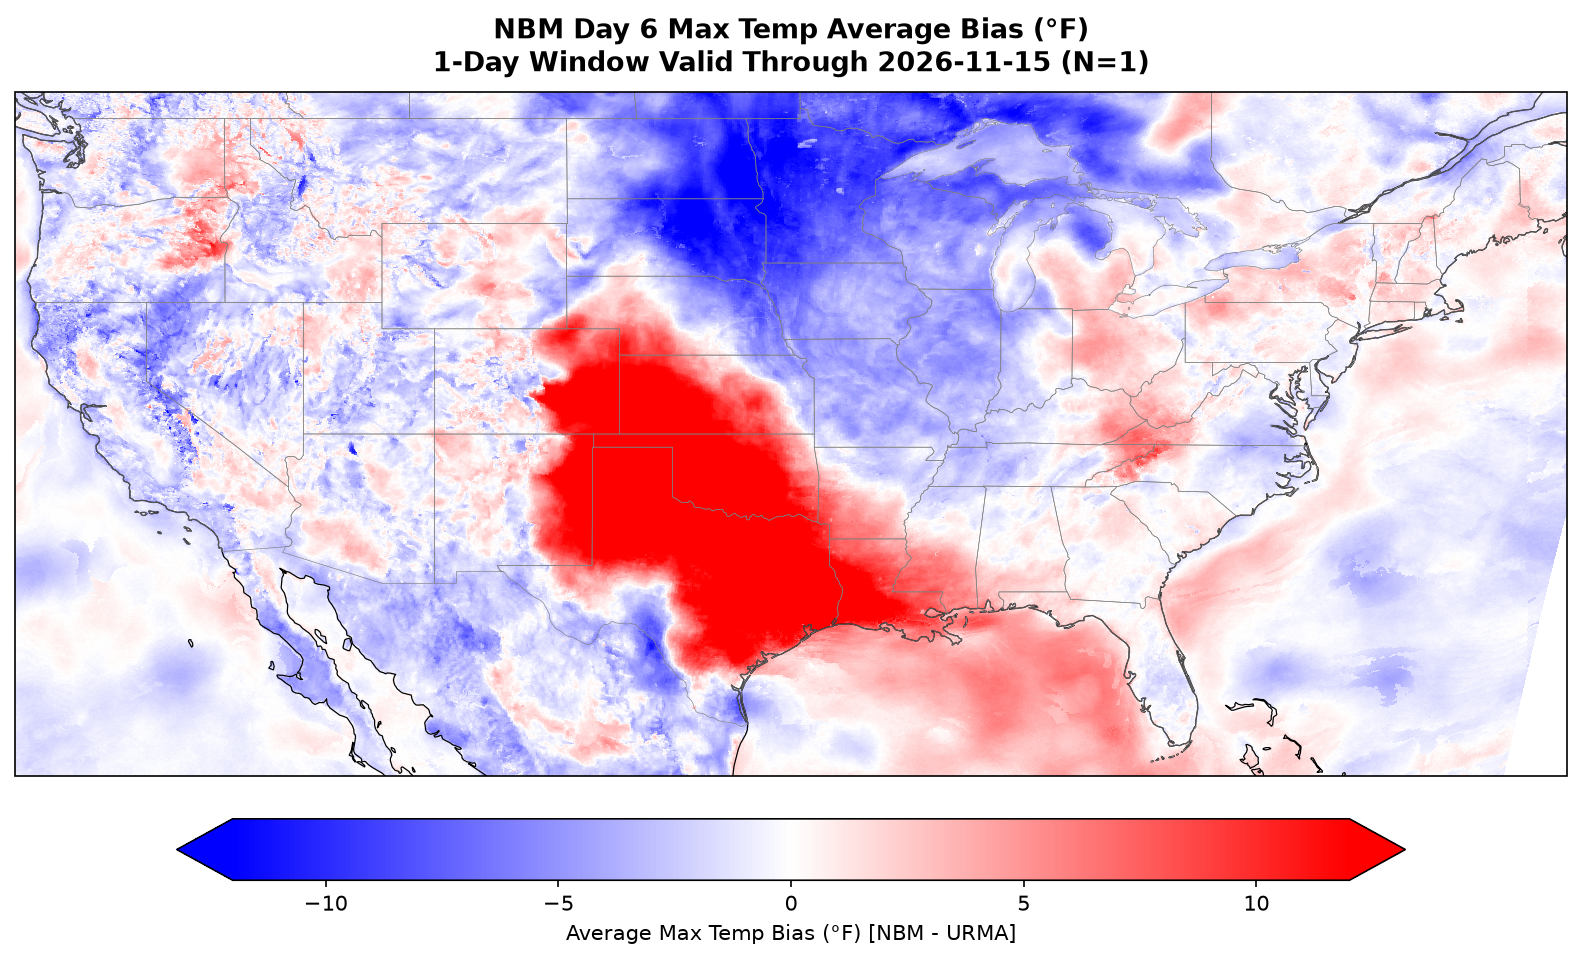 NBM Day 6 Max Temp Average Bias (°F)
1-Day Window Valid Through 2026-11-15 (N=1)
−10 −5 0 5 10
Average Max Temp Bias (°F) [NBM - URMA]